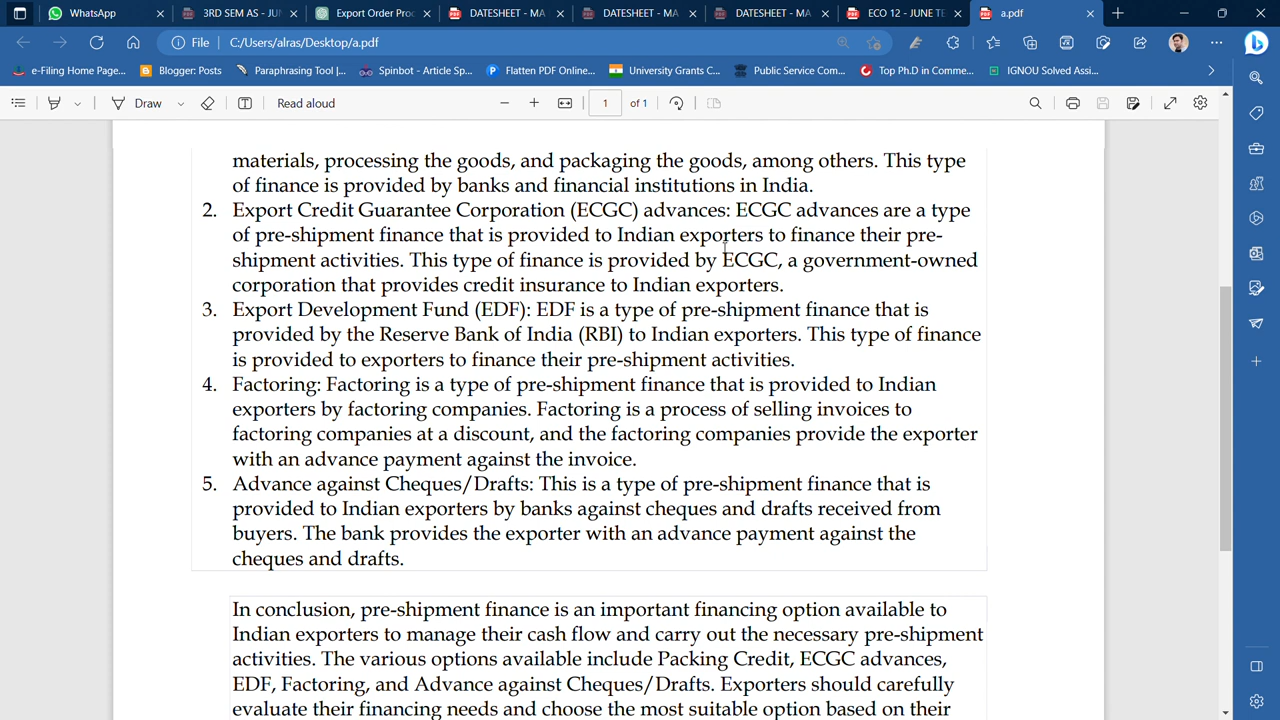 WhatsApp
3RD SEM AS - JUN
Export Order Proc
DATESHEET - MA
DATESHEET - MA
DATESHEET - MA
ECO 12 - JUNE TE
a.pdf
File
C:/Users/alras/Desktop/a.pdf
e-Filing Home Page...
Blogger: Posts
Paraphrasing Tool |...
Spinbot - Article Sp...
Flatten PDF Online...
University Grants C...
Public Service Com...
Top Ph.D in Comme...
IGNOU Solved Assi...
Draw
Read aloud
1
of 1
materials, processing the goods, and packaging the goods, among others. This type
of finance is provided by banks and financial institutions in India.
2. Export Credit Guarantee Corporation (ECGC) advances: ECGC advances are a type
of pre-shipment finance that is provided to Indian exporters to finance their pre-
shipment activities. This type of finance is provided by ECGC, a government-owned
corporation that provides credit insurance to Indian exporters.
3. Export Development Fund (EDF): EDF is a type of pre-shipment finance that is
provided by the Reserve Bank of India (RBI) to Indian exporters. This type of finance
is provided to exporters to finance their pre-shipment activities.
4. Factoring: Factoring is a type of pre-shipment finance that is provided to Indian
exporters by factoring companies. Factoring is a process of selling invoices to
factoring companies at a discount, and the factoring companies provide the exporter
with an advance payment against the invoice.
5. Advance against Cheques/Drafts: This is a type of pre-shipment finance that is
provided to Indian exporters by banks against cheques and drafts received from
buyers. The bank provides the exporter with an advance payment against the
cheques and drafts.
In conclusion, pre-shipment finance is an important financing option available to
Indian exporters to manage their cash flow and carry out the necessary pre-shipment
activities. The various options available include Packing Credit, ECGC advances,
EDF, Factoring, and Advance against Cheques/Drafts. Exporters should carefully
evaluate their financing needs and choose the most suitable option based on their